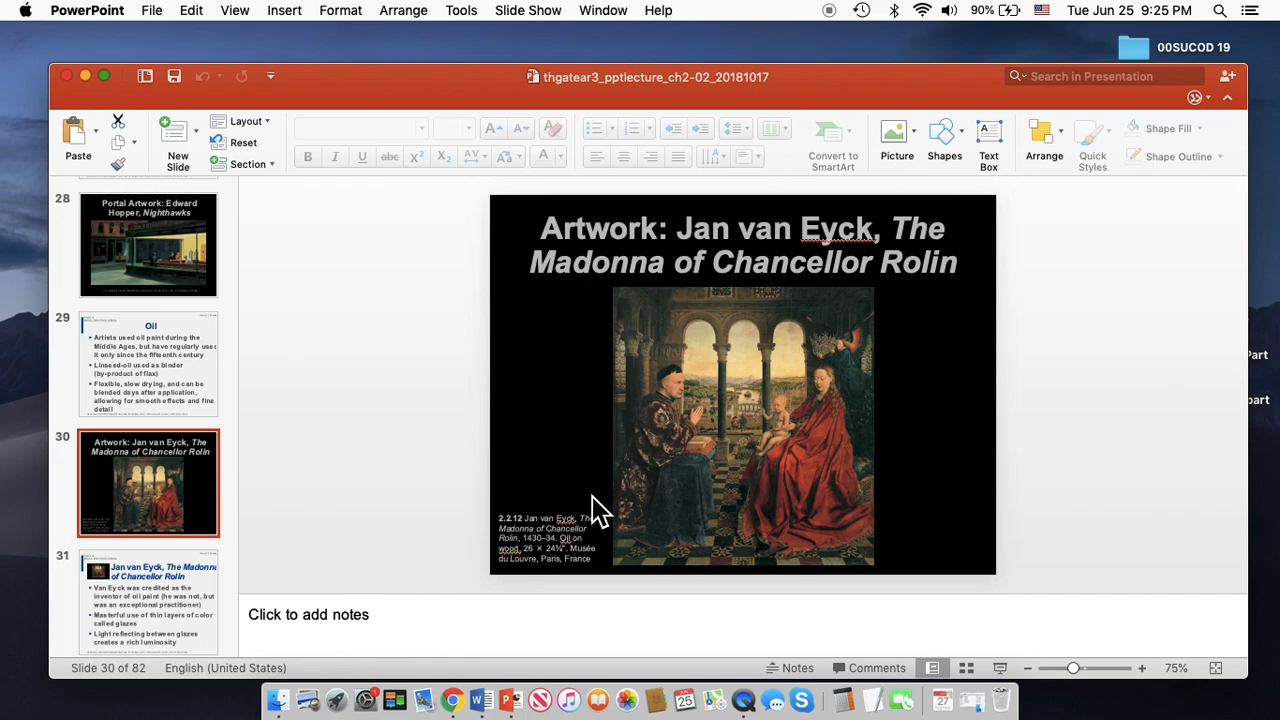 PowerPoint File Edit View Insert Format Arrange Tools Slide Show Window Help 90% Tue Jun 25 9:25 PM
00SUCOD 19
thgatear3_pptlecture_ch2-02_20181017
Search in Presentation
Paste
New Slide
Layout
Reset
Section
B I U abc X² X₂ AV A
Convert to SmartArt
Picture
Shapes
Text Box
Arrange
Quick Styles
Shape Fill
Shape Outline
28
Portal Artwork: Edward
Hopper, Nighthawks
29
Oil
• Artists used oil paint during the
Middle Ages, but have regularly used
it only since the fifteenth century
• Linseed-oil used as binder
(by-product of flax)
• Flexible, slow drying, and can be
blended days after application,
allowing for smooth effects and fine
detail
30
Artwork: Jan van Eyck, The
Madonna of Chancellor Rolin
31
Jan van Eyck, The Madonna
of Chancellor Rolin
• Van Eyck was credited as the
inventor of oil paint (he was not, but
was an exceptional practitioner)
• Masterful use of thin layers of color
called glazes
• Light reflecting between glazes
creates a rich luminosity
Artwork: Jan van Eyck, The
Madonna of Chancellor Rolin
2.2.12 Jan van Eyck, The
Madonna of Chancellor
Rolin, 1430–34. Oil on
wood, 26 × 24⅜". Musée
du Louvre, Paris, France
Part
part
Click to add notes
Slide 30 of 82 English (United States) Notes Comments 75%
1 25 27